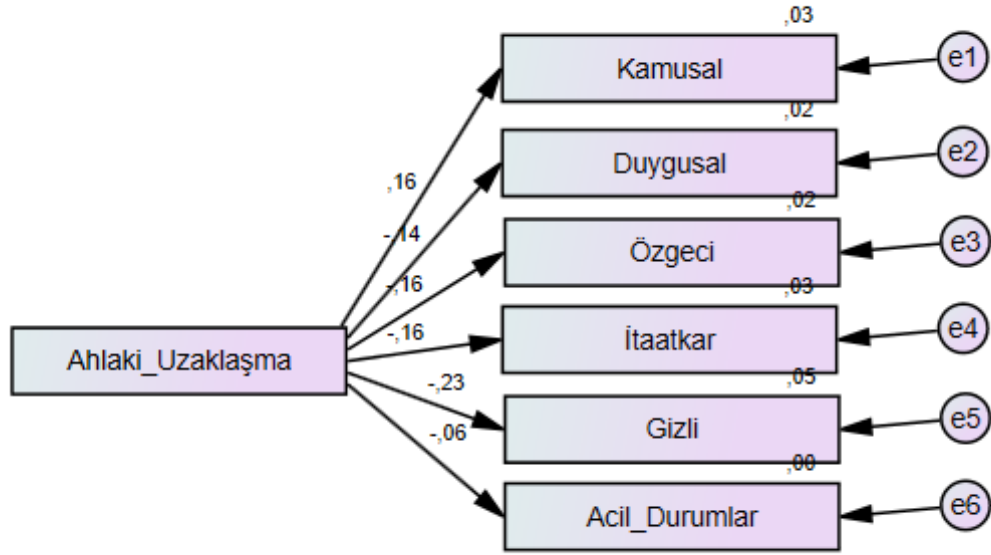 ,03
Kamusal
e1
,02
Duygusal
e2
,02
Özgeci
e3
,03
İtaatkar
e4
,05
Gizli
e5
,00
Acil_Durumlar
e6
Ahlaki_Uzaklaşma
,16
-,14
-,16
-,16
-,23
-,06